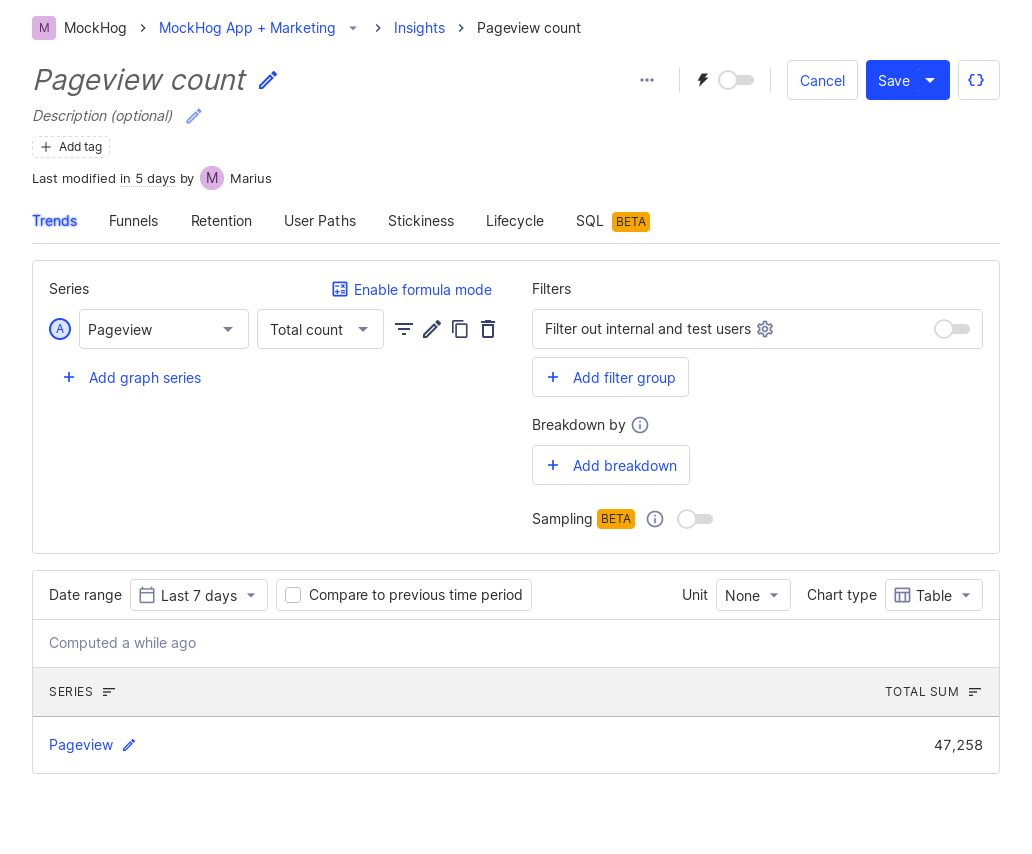 M MockHog MockHog App + Marketing Insights Pageview count
Pageview count
Cancel Save
Description (optional)
Add tag
Last modified in 5 days by M Marius
Trends Funnels Retention User Paths Stickiness Lifecycle SQL BETA
Series Enable formula mode Filters
A Pageview Total count Filter out internal and test users
Add graph series Add filter group
Breakdown by
Add breakdown
Sampling BETA
Date range Last 7 days Compare to previous time period Unit None Chart type Table
Computed a while ago
SERIES TOTAL SUM
Pageview 47,258